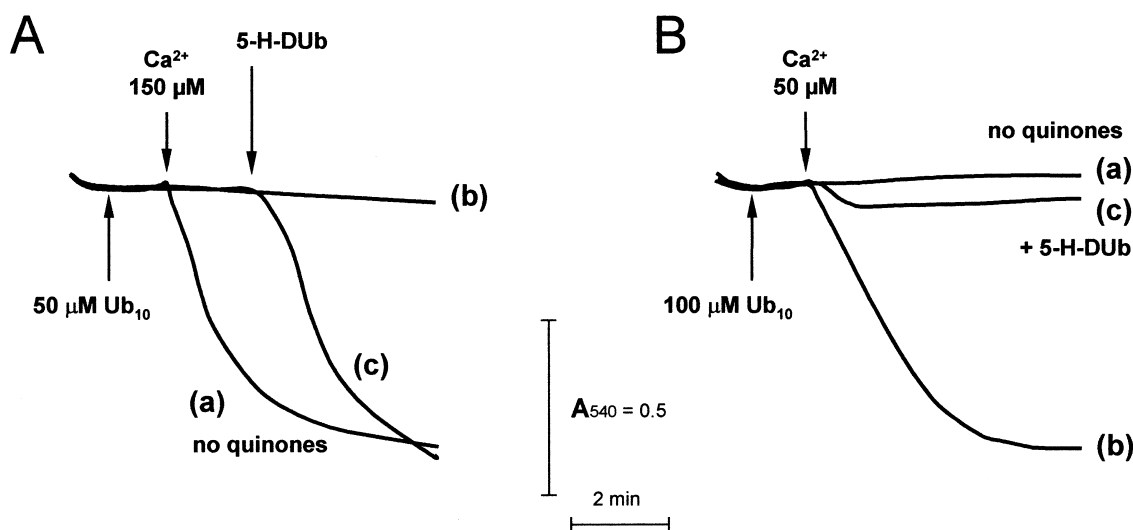 A
Ca²⁺
150 µM
5-H-DUb
50 µM Ub₁₀
(b)
(a)
no quinones
(c)
B
Ca²⁺
50 µM
no quinones
(a)
(c)
+ 5-H-DUb
100 µM Ub₁₀
(b)
A₅₄₀ = 0.5
2 min